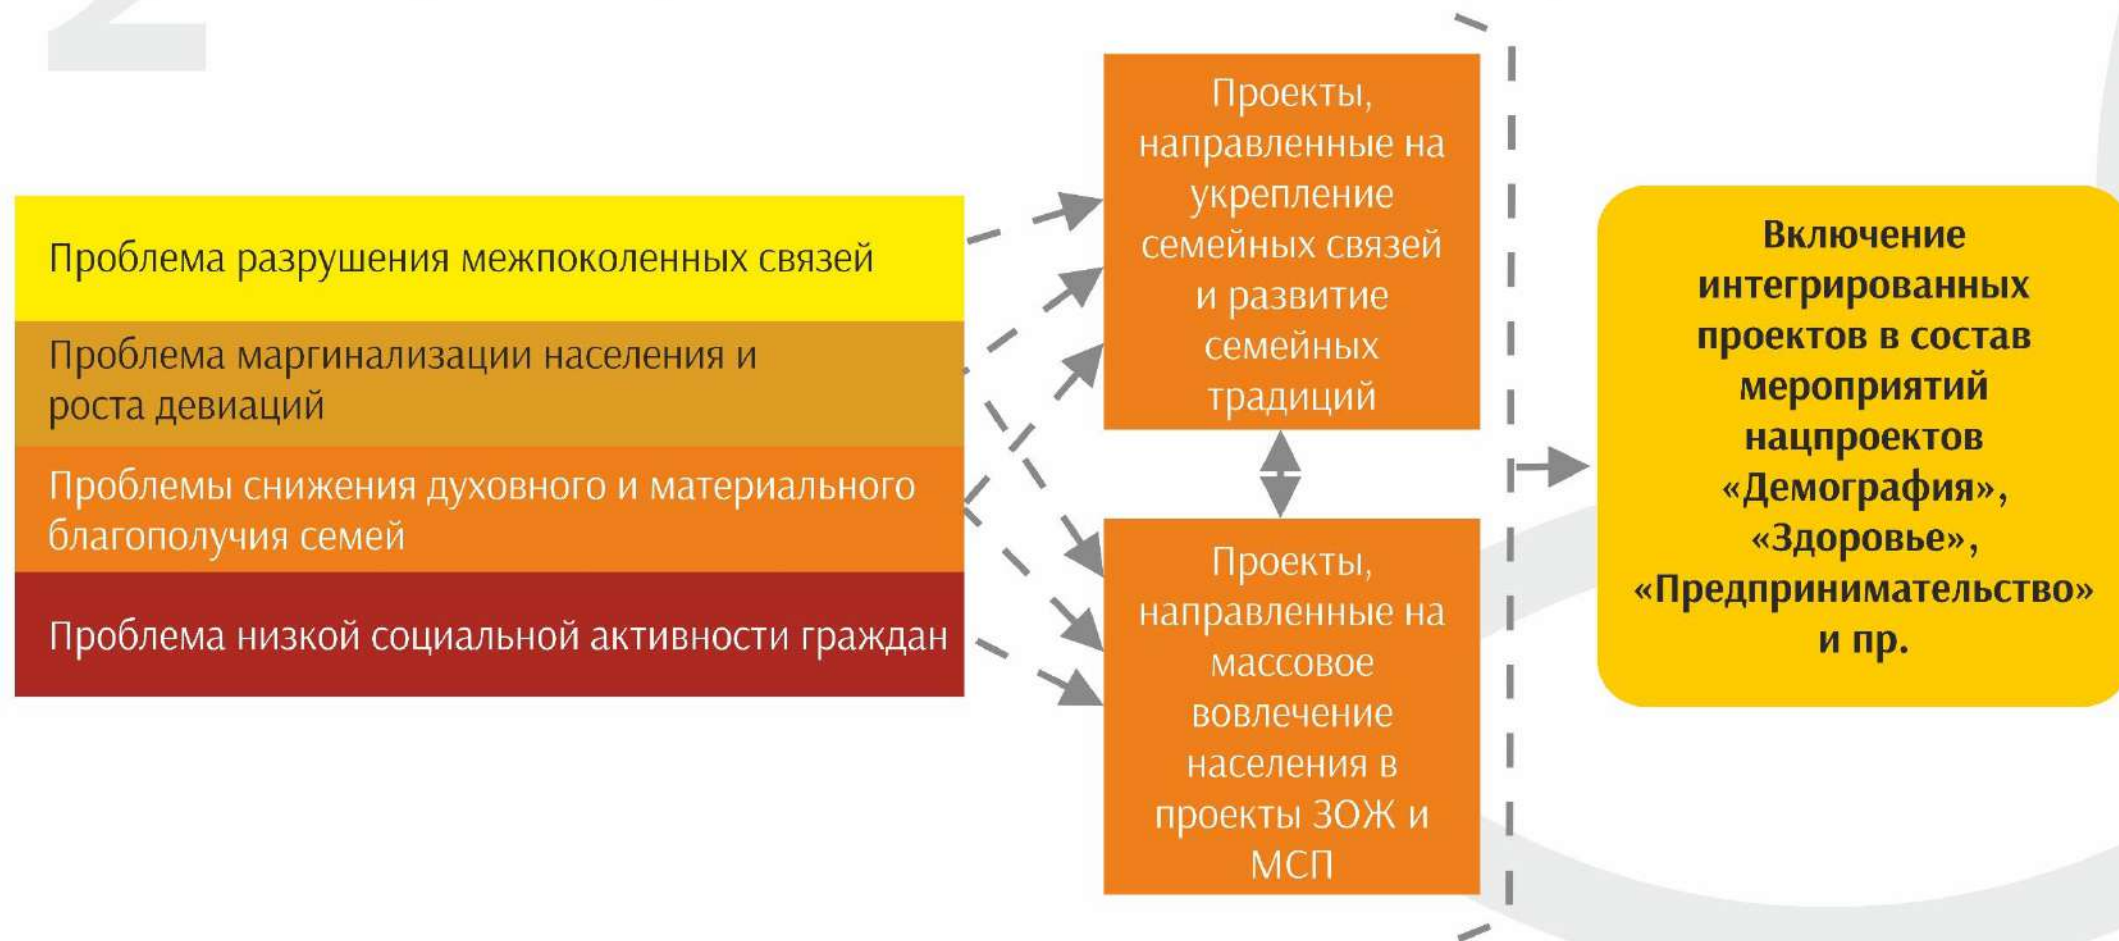 2
Проблема разрушения межпоколенных связей
Проблема маргинализации населения и
роста девиаций
Проблемы снижения духовного и материального
благополучия семей
Проблема низкой социальной активности граждан
Проекты,
направленные на
укрепление
семейных связей
и развитие
семейных
традиций
Проекты,
направленные на
массовое
вовлечение
населения в
проекты ЗОЖ и
МСП
Включение
интегрированных
проектов в состав
мероприятий
нацпроектов
«Демография»,
«Здоровье»,
«Предпринимательство»
и пр.